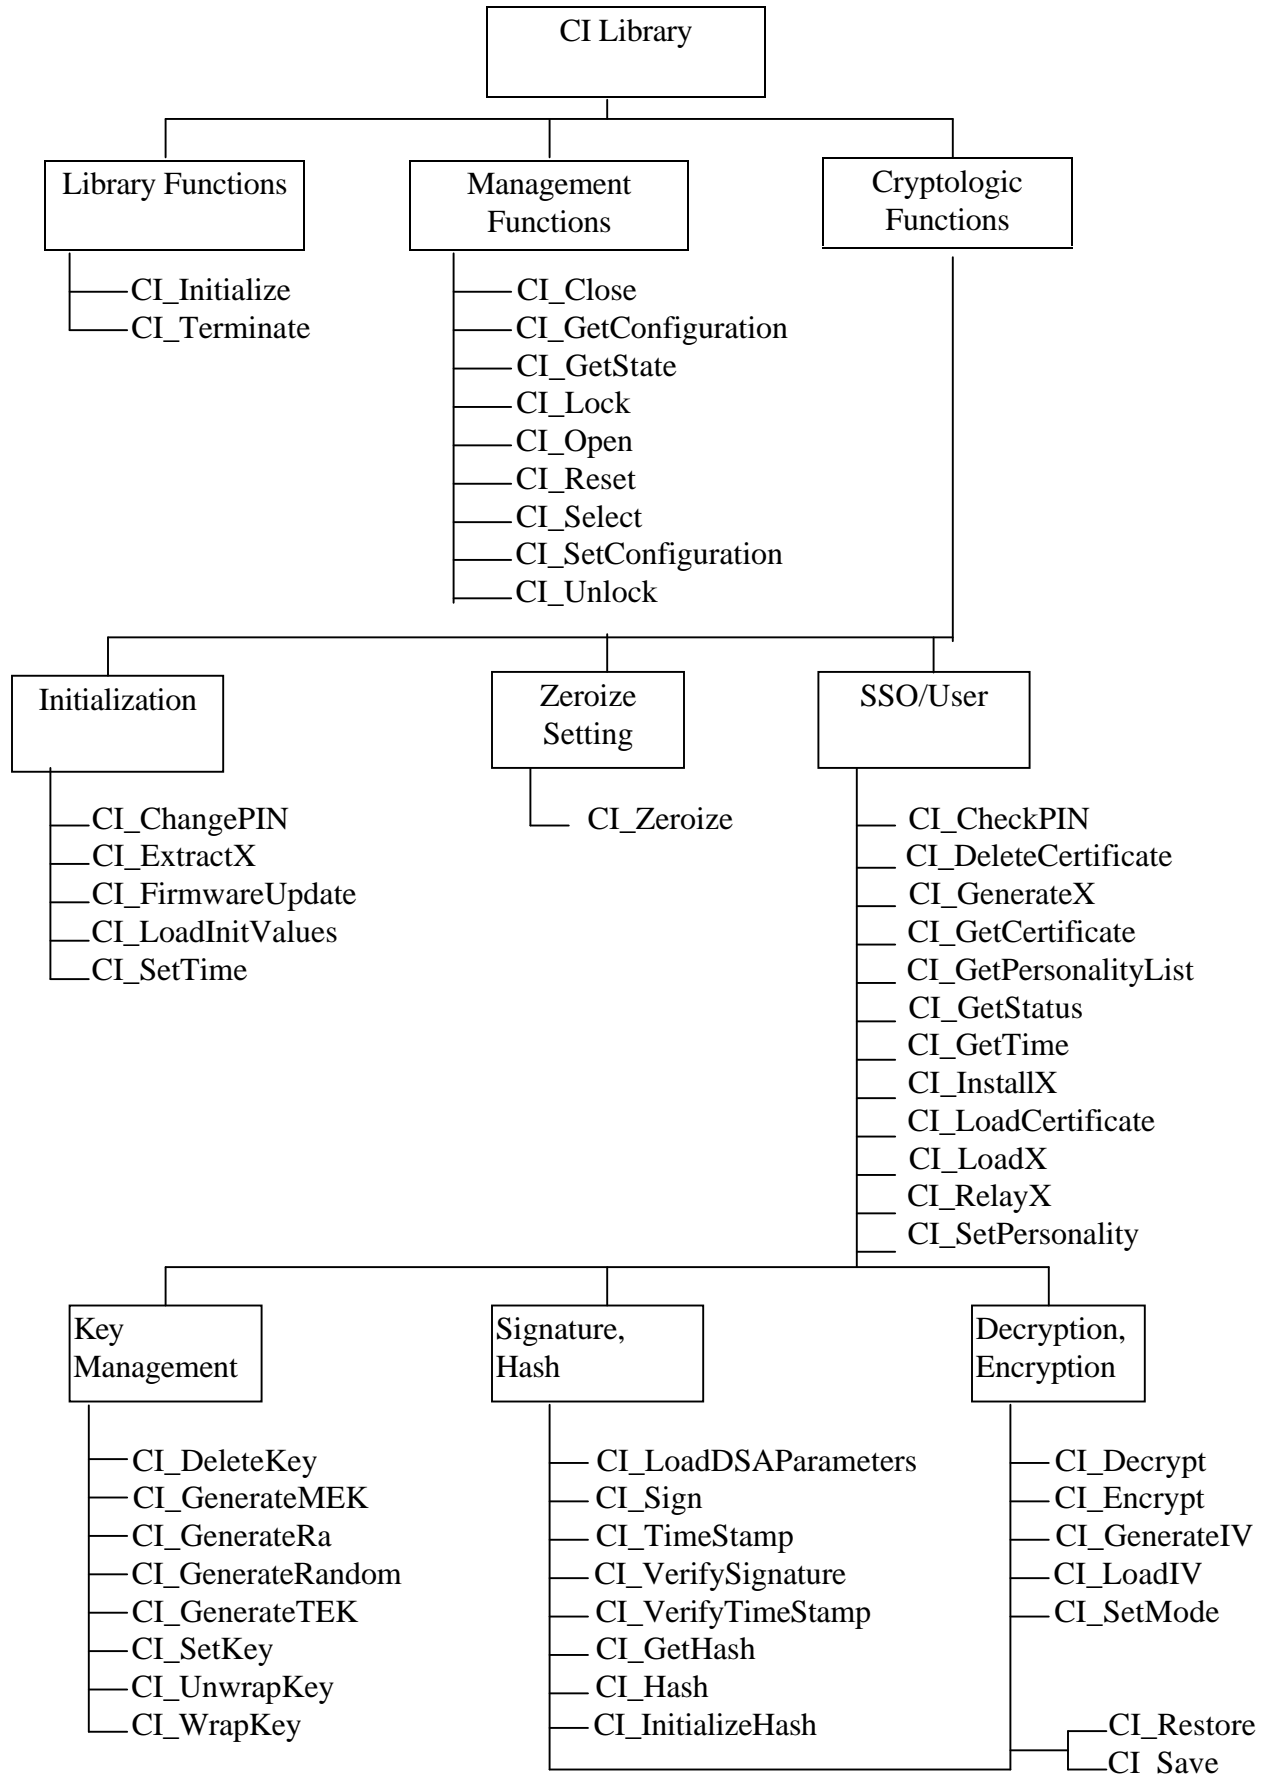 CI Library
Library Functions
Management
Functions
Cryptologic
Functions
CI_Initialize
CI_Terminate
CI_Close
CI_GetConfiguration
CI_GetState
CI_Lock
CI_Open
CI_Reset
CI_Select
CI_SetConfiguration
CI_Unlock
Initialization
Zeroize
Setting
SSO/User
CI_ChangePIN
CI_ExtractX
CI_FirmwareUpdate
CI_LoadInitValues
CI_SetTime
CI_Zeroize
CI_CheckPIN
CI_DeleteCertificate
CI_GenerateX
CI_GetCertificate
CI_GetPersonalityList
CI_GetStatus
CI_GetTime
CI_InstallX
CI_LoadCertificate
CI_LoadX
CI_RelayX
CI_SetPersonality
Key
Management
Signature,
Hash
Decryption,
Encryption
CI_DeleteKey
CI_GenerateMEK
CI_GenerateRa
CI_GenerateRandom
CI_GenerateTEK
CI_SetKey
CI_UnwrapKey
CI_WrapKey
CI_LoadDSAParameters
CI_Sign
CI_TimeStamp
CI_VerifySignature
CI_VerifyTimeStamp
CI_GetHash
CI_Hash
CI_InitializeHash
CI_Decrypt
CI_Encrypt
CI_GenerateIV
CI_LoadIV
CI_SetMode
CI_Restore
CI_Save